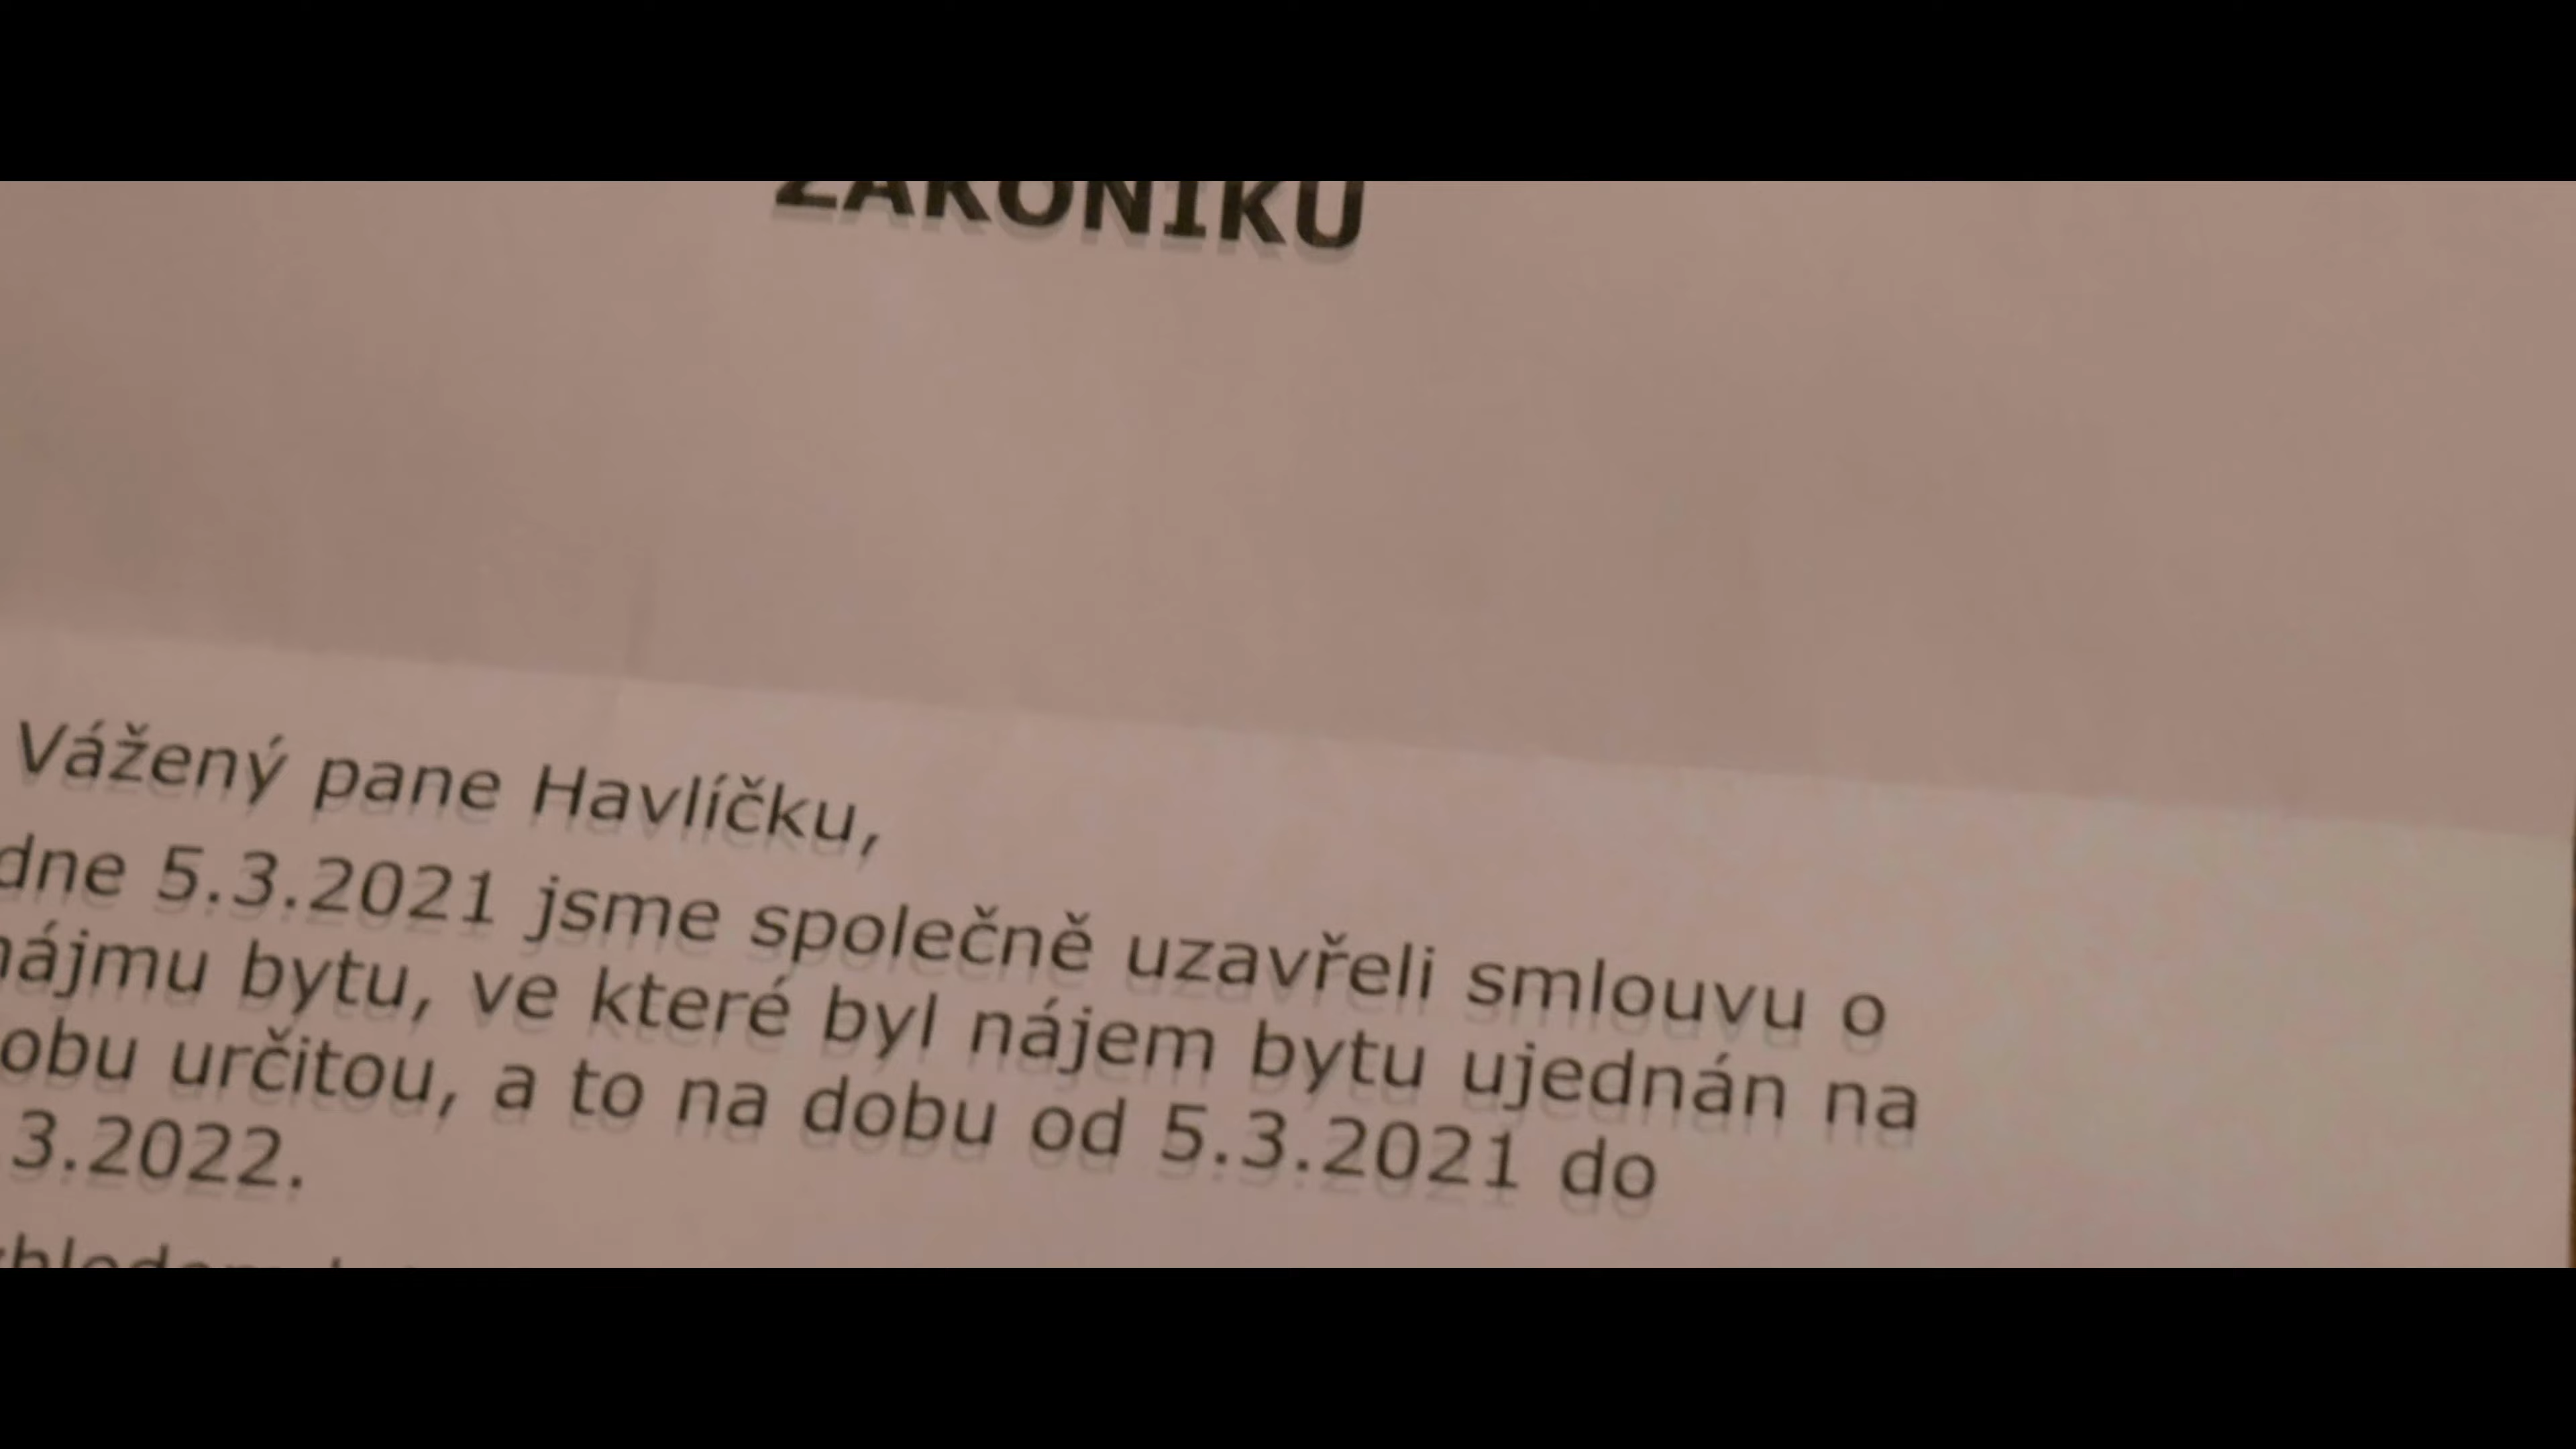 ZÁKONÍKU
Vážený pane Havlíčku,
dne 5.3.2021 jsme společně uzavřeli smlouvu o
nájmu bytu, ve které byl nájem bytu ujednán na
obu určitou, a to na dobu od 5.3.2021 do
3.2022.